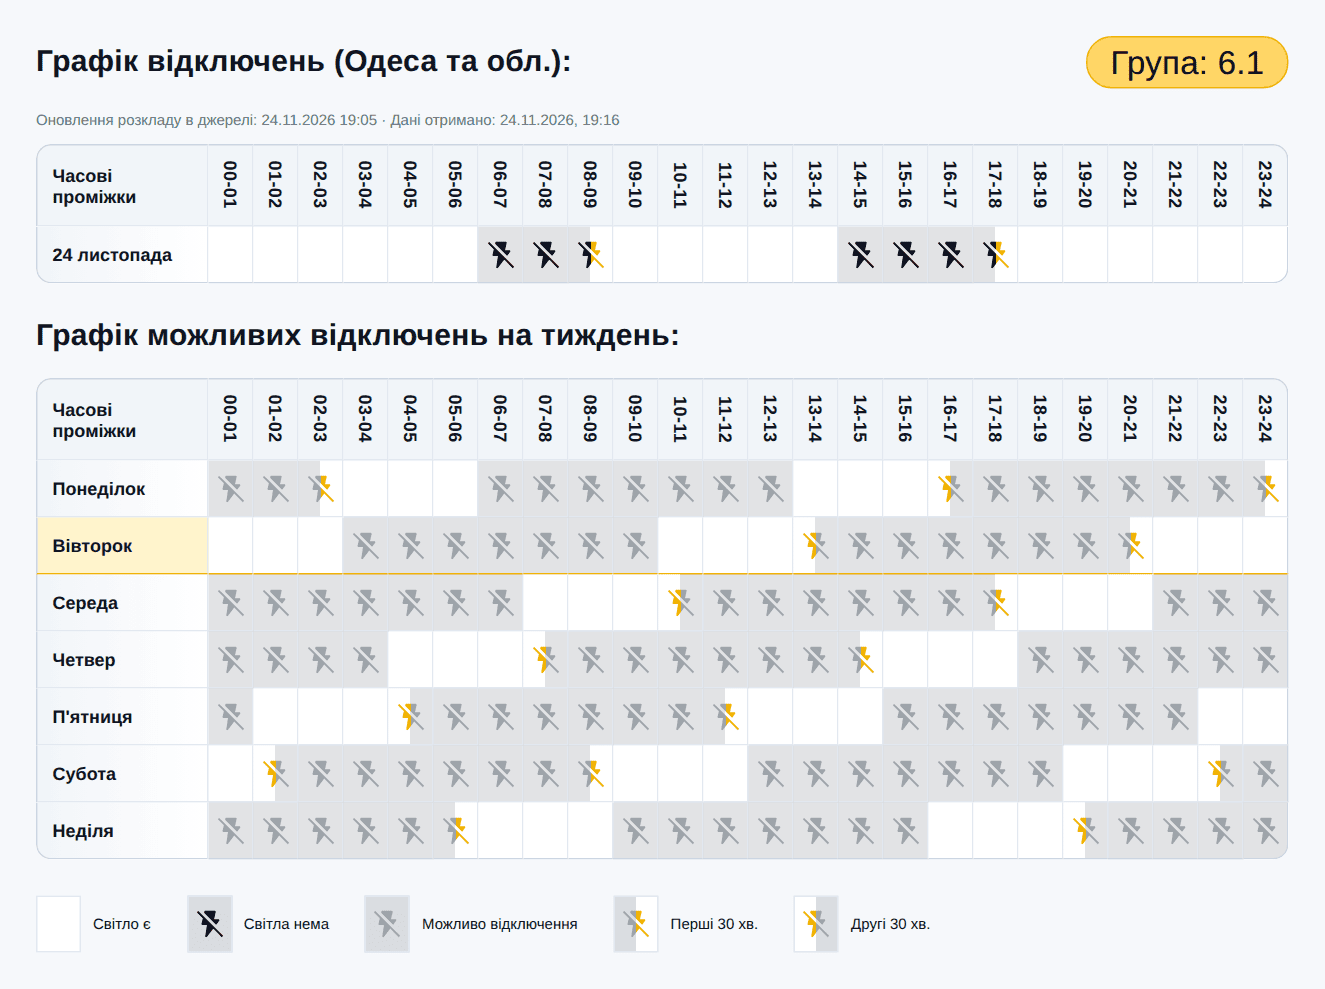 Графік відключень (Одеса та обл.):
Група: 6.1
Оновлення розкладу в джерелі: 24.11.2026 19:05 · Дані отримано: 24.11.2026, 19:16
Часові проміжки 00-01 01-02 02-03 03-04 04-05 05-06 06-07 07-08 08-09 09-10 10-11 11-12 12-13 13-14 14-15 15-16 16-17 17-18 18-19 19-20 20-21 21-22 22-23 23-24
24 листопада
Графік можливих відключень на тиждень:
Часові проміжки 00-01 01-02 02-03 03-04 04-05 05-06 06-07 07-08 08-09 09-10 10-11 11-12 12-13 13-14 14-15 15-16 16-17 17-18 18-19 19-20 20-21 21-22 22-23 23-24
Понеділок
Вівторок
Середа
Четвер
П'ятниця
Субота
Неділя
Світло є Світла нема Можливо відключення Перші 30 хв. Другі 30 хв.